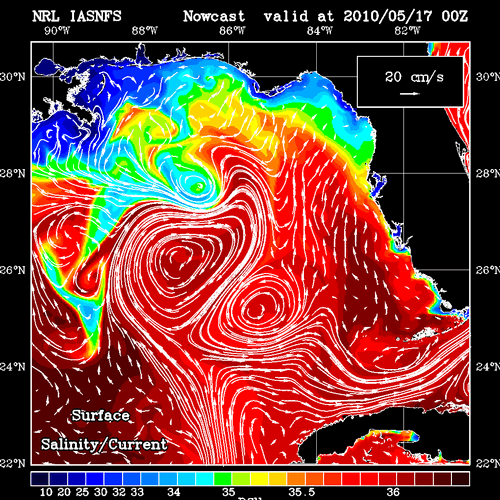 NRL IASNFS Nowcast valid at 2010/05/17 00Z
90°W 88°W 86°W 84°W 82°W
20 cm/s
30°N 30°N
28°N 28°N
26°N 26°N
24°N 24°N
Surface
Salinity/Current
22°N 22°N
10 20 25 30 32 33 34 35 35.5 36
psu